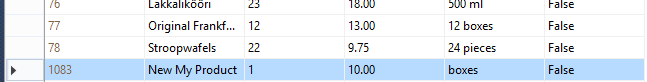 76 Lakkalikööri 23 18.00 500 ml False
77 Original Frankf... 12 13.00 12 boxes False
78 Stroopwafels 22 9.75 24 pieces False
1083 New My Product 1 10.00 boxes False